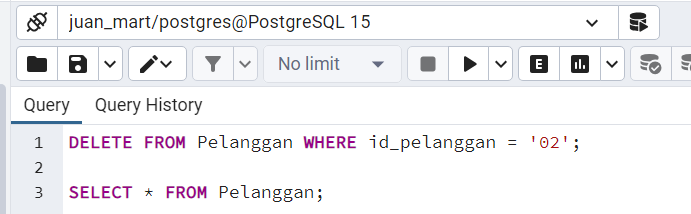 juan_mart/postgres@PostgreSQL 15
No limit
E
Query Query History
1 DELETE FROM Pelanggan WHERE id_pelanggan = '02';
2
3 SELECT * FROM Pelanggan;